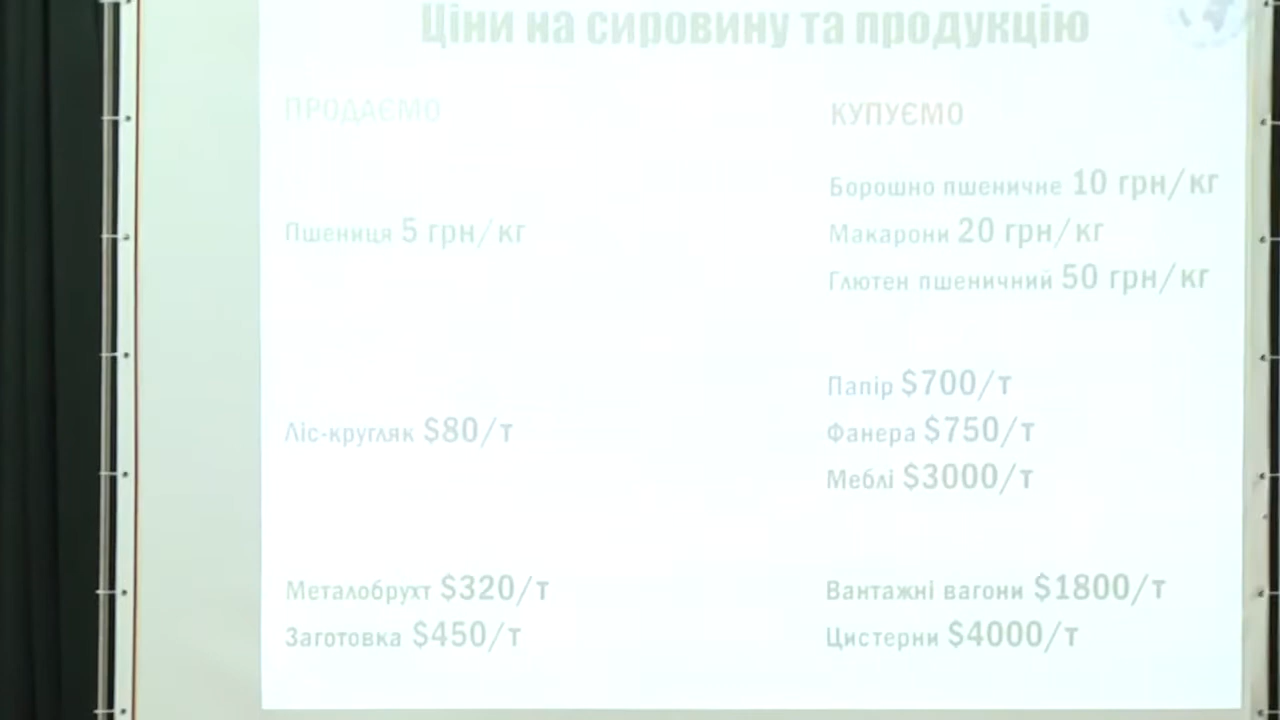 Ціни на сировину та продукцію
ПРОДАЄМО
Пшениця 5 грн/кг
Ліс-кругляк $80/т
Металобрухт $320/т
Заготовка $450/т
КУПУЄМО
Борошно пшеничне 10 грн/кг
Макарони 20 грн/кг
Глютен пшеничний 50 грн/кг
Папір $700/т
Фанера $750/т
Меблі $3000/т
Вантажні вагони $1800/т
Цистерни $4000/т